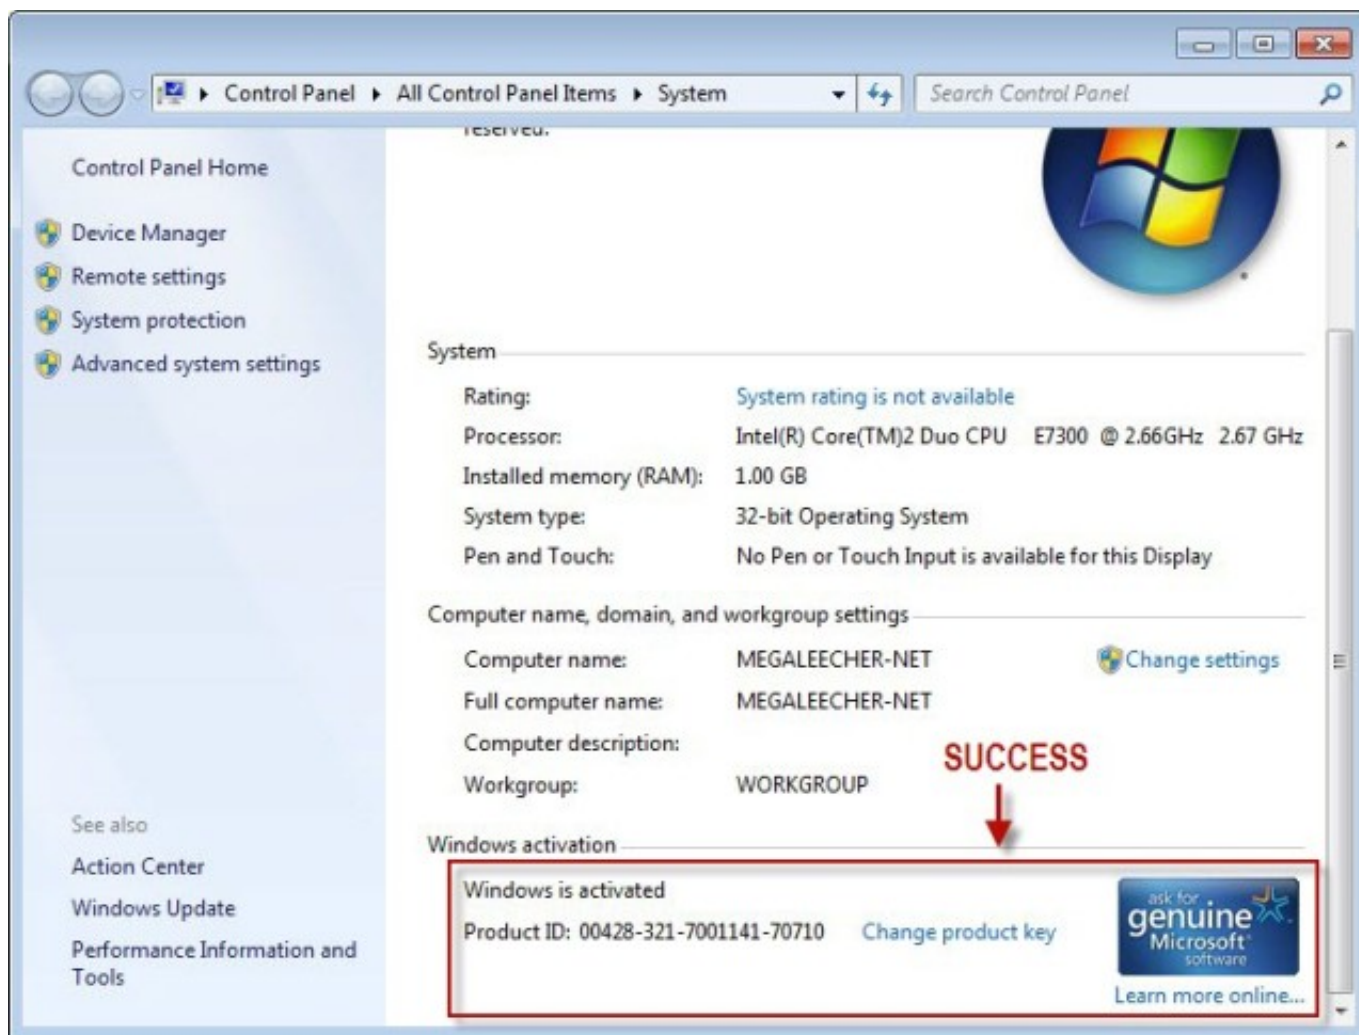 Control Panel ▸ All Control Panel Items ▸ System
Search Control Panel
reserved.
Control Panel Home
Device Manager
Remote settings
System protection
Advanced system settings
System
Rating: System rating is not available
Processor: Intel(R) Core(TM)2 Duo CPU E7300 @ 2.66GHz 2.67 GHz
Installed memory (RAM): 1.00 GB
System type: 32-bit Operating System
Pen and Touch: No Pen or Touch Input is available for this Display
Computer name, domain, and workgroup settings
Computer name: MEGALEECHER-NET
Change settings
Full computer name: MEGALEECHER-NET
Computer description:
Workgroup: WORKGROUP
SUCCESS
Windows activation
Windows is activated
Product ID: 00428-321-7001141-70710 Change product key
ask for
genuine
Microsoft
software
Learn more online...
See also
Action Center
Windows Update
Performance Information and
Tools